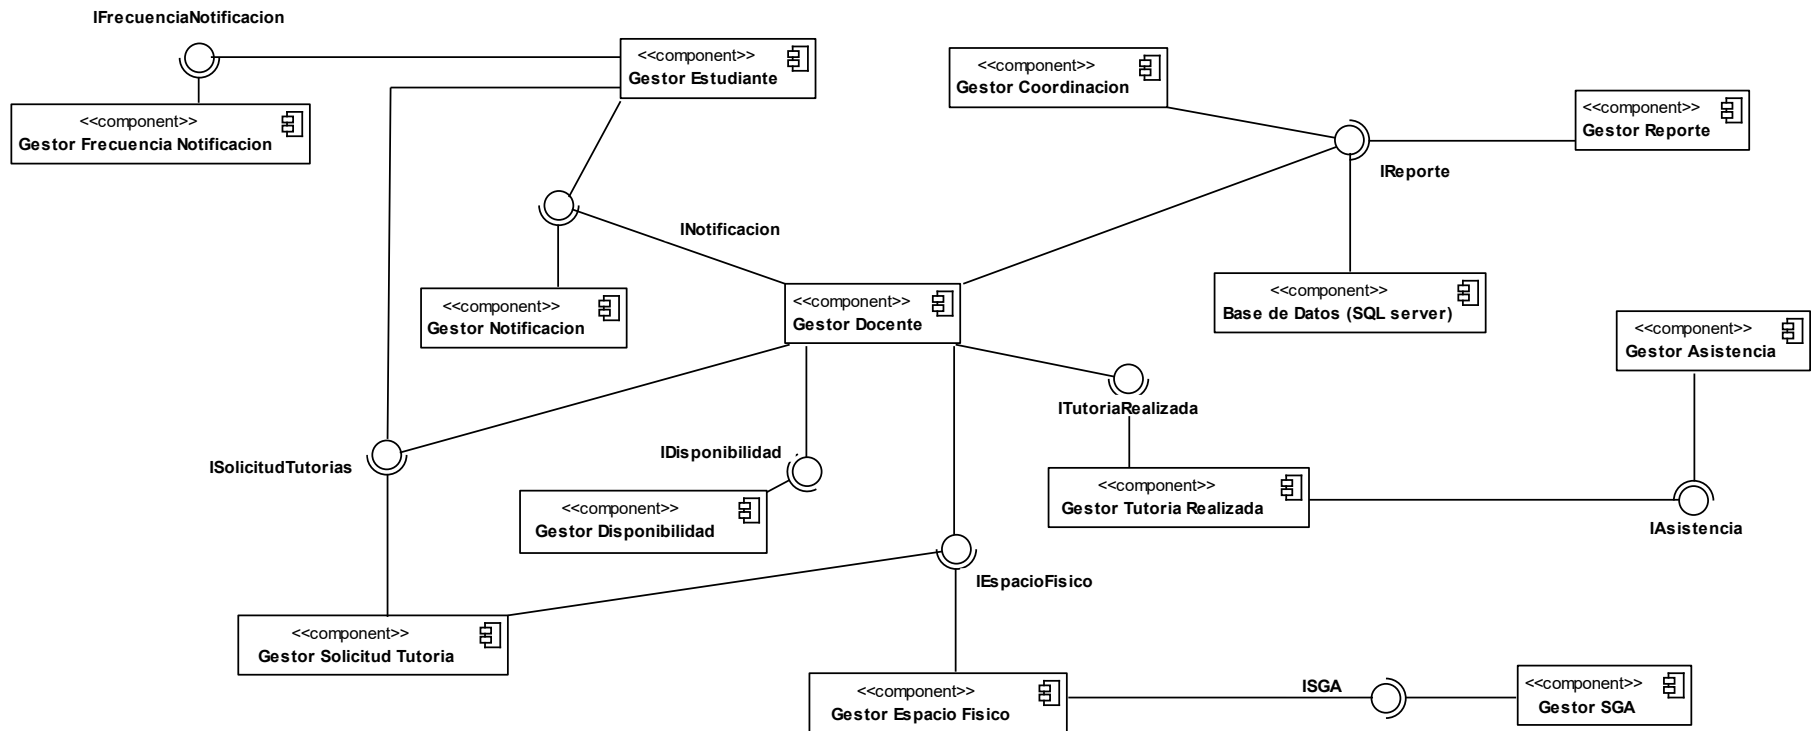 IFrecuenciaNotificacion
<<component>>
Gestor Estudiante
<<component>>
Gestor Coordinacion
<<component>>
Gestor Frecuencia Notificacion
<<component>>
Gestor Reporte
IReporte
INotificacion
<<component>>
Gestor Notificacion
<<component>>
Gestor Docente
<<component>>
Base de Datos (SQL server)
<<component>>
Gestor Asistencia
ITutoriaRealizada
ISolicitudTutorias
IDisponibilidad
<<component>>
Gestor Disponibilidad
<<component>>
Gestor Tutoria Realizada
IAsistencia
IEspacioFisico
<<component>>
Gestor Solicitud Tutoria
<<component>>
Gestor Espacio Fisico
ISGA
<<component>>
Gestor SGA